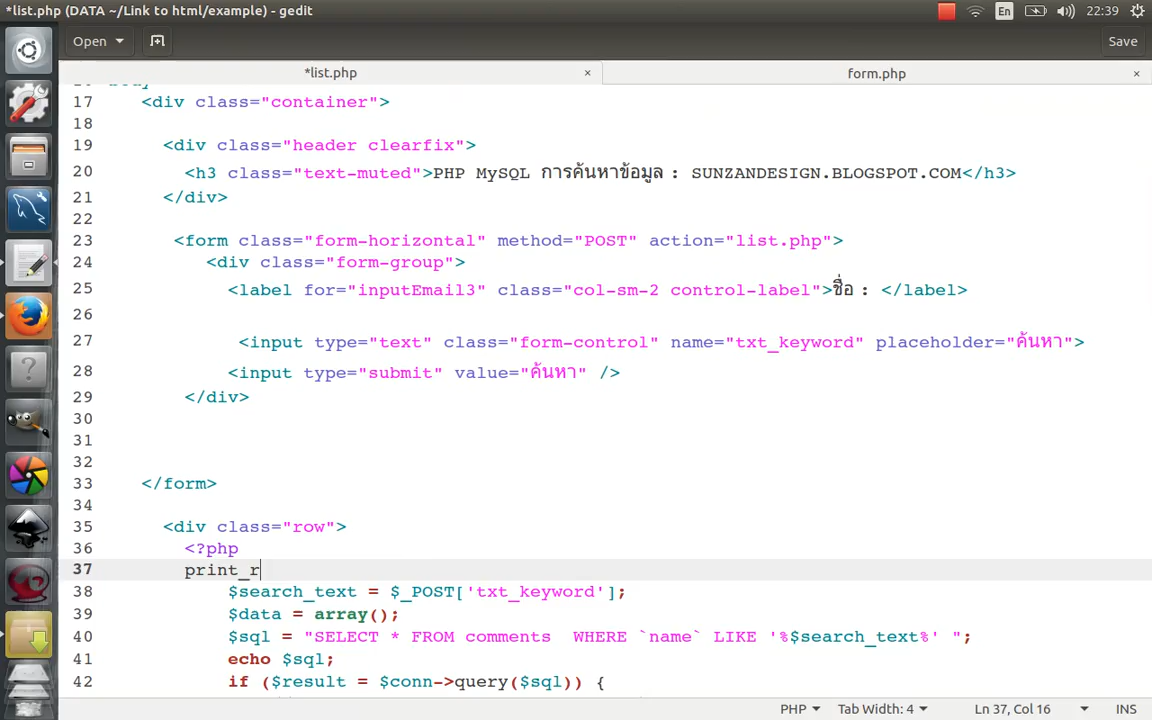 *list.php (DATA ~/Link to html/example) - gedit
En
22:39
Open
Save
*list.php
×
form.php
×
17 <div class="container">
18
19 <div class="header clearfix">
20 <h3 class="text-muted">PHP MySQL การค้นหาข้อมูล : SUNZANDESIGN.BLOGSPOT.COM</h3>
21 </div>
22
23 <form class="form-horizontal" method="POST" action="list.php">
24 <div class="form-group">
25 <label for="inputEmail3" class="col-sm-2 control-label">ชื่อ : </label>
26
27 <input type="text" class="form-control" name="txt_keyword" placeholder="ค้นหา">
28 <input type="submit" value="ค้นหา" />
29 </div>
30
31
32
33 </form>
34
35 <div class="row">
36 <?php
37 print_r
38 $search_text = $_POST['txt_keyword'];
39 $data = array();
40 $sql = "SELECT * FROM comments  WHERE `name` LIKE '%$search_text%' ";
41 echo $sql;
42 if ($result = $conn->query($sql)) {
PHP
Tab Width: 4
Ln 37, Col 16
INS